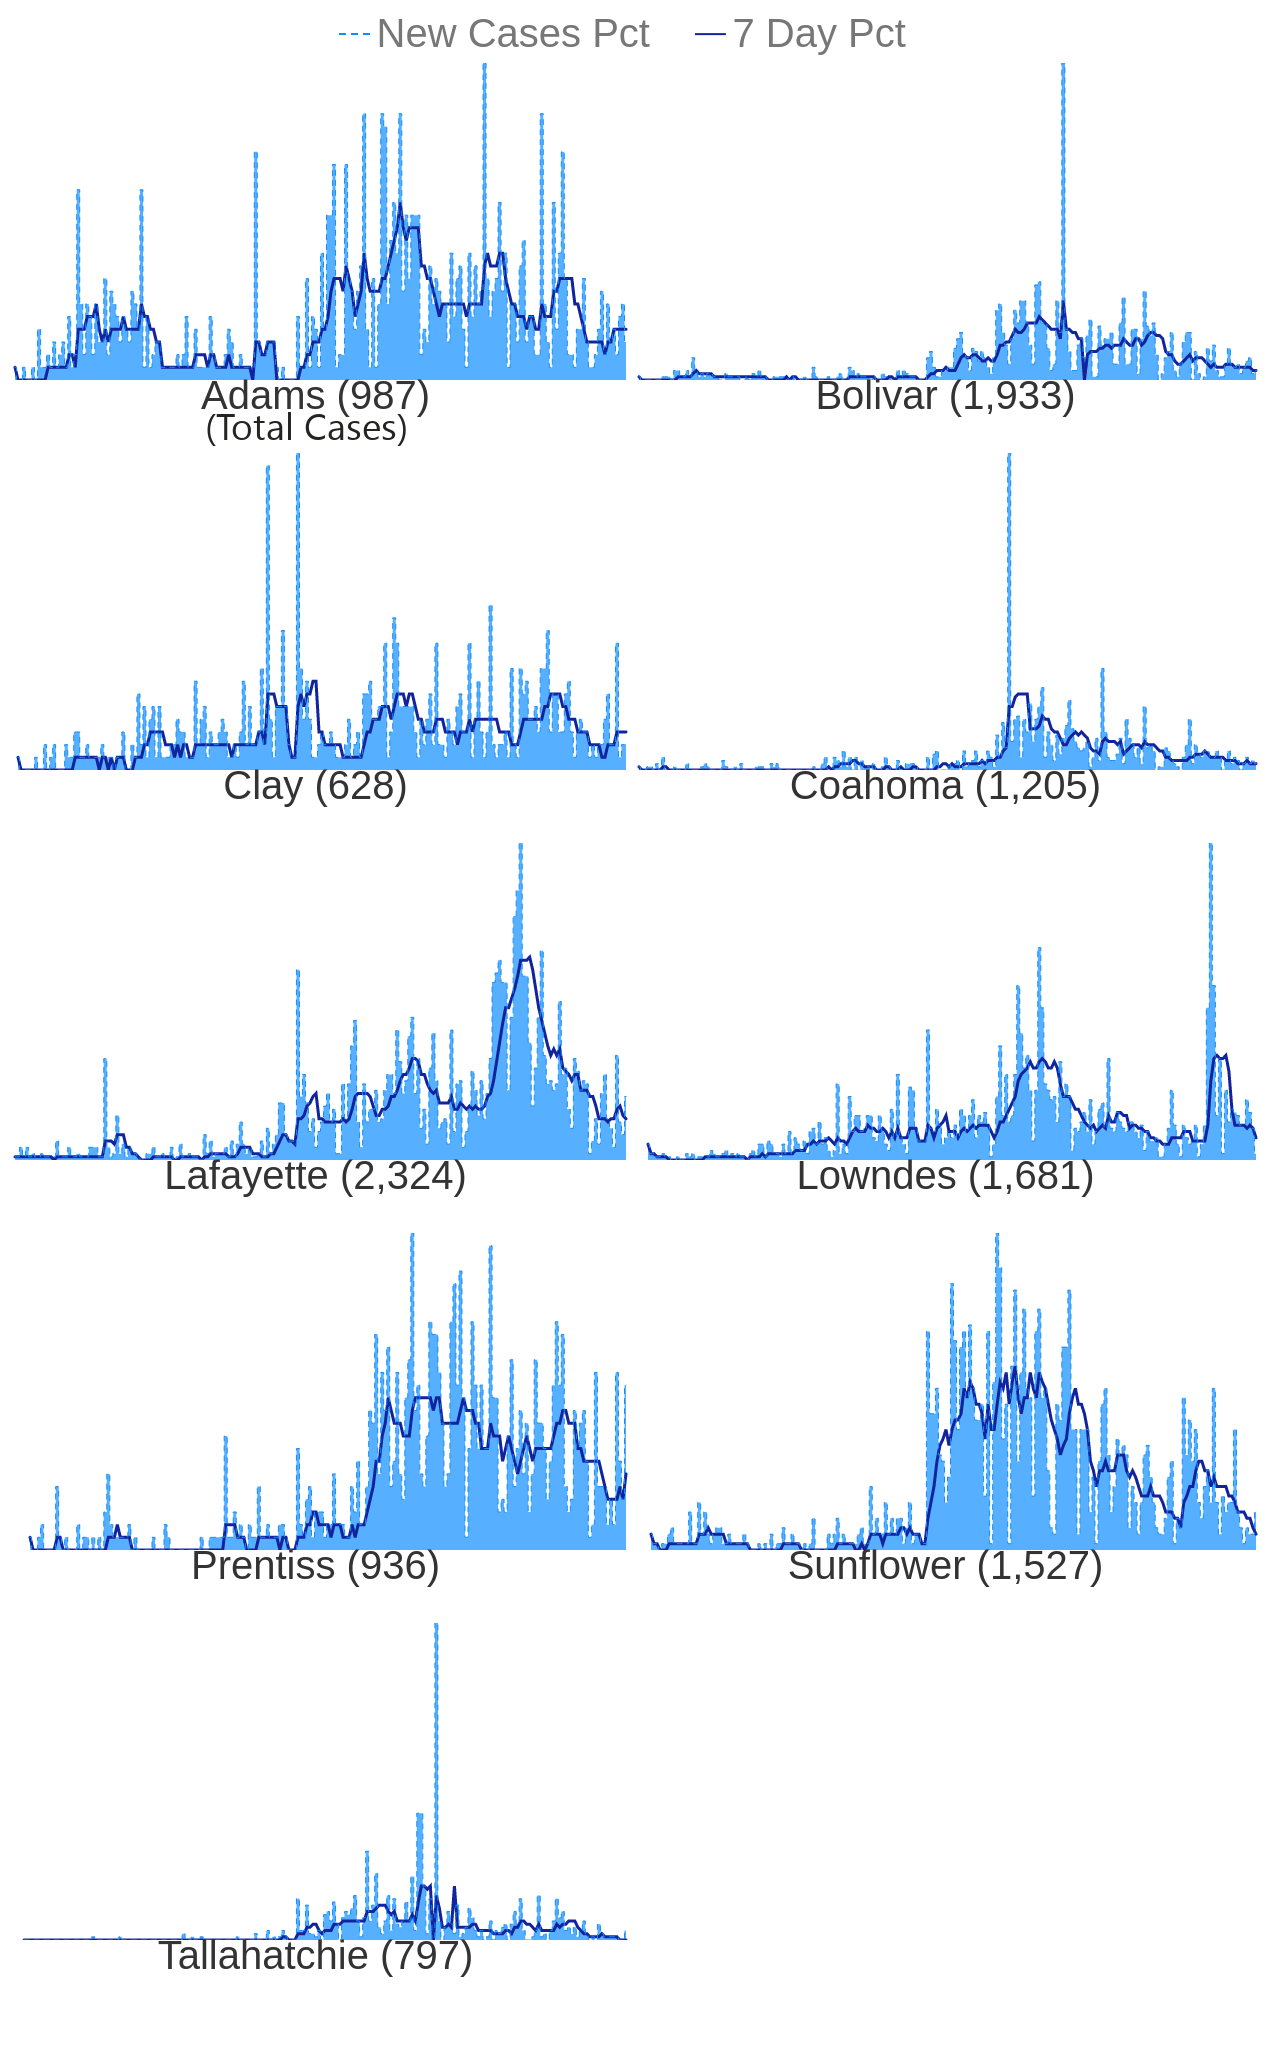 New Cases Pct 7 Day Pct
Adams (987) Bolivar (1,933)
(Total Cases)
Clay (628) Coahoma (1,205)
Lafayette (2,324) Lowndes (1,681)
Prentiss (936) Sunflower (1,527)
Tallahatchie (797)